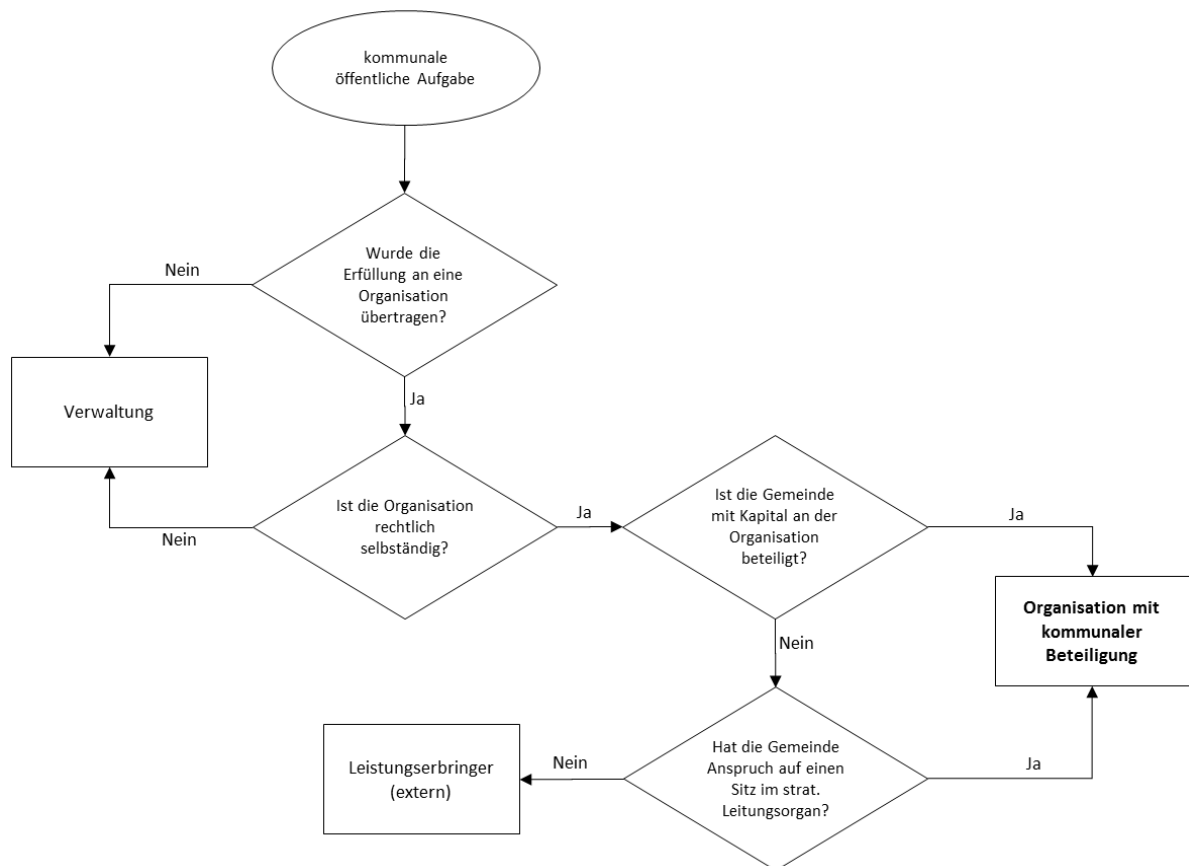 kommunale
öffentliche Aufgabe
Wurde die
Erfüllung an eine
Organisation
übertragen?
Nein
Verwaltung
Ja
Ist die Organisation
rechtlich
selbständig?
Nein
Ja
Ist die Gemeinde
mit Kapital an der
Organisation
beteiligt?
Ja
Organisation mit
kommunaler
Beteiligung
Nein
Hat die Gemeinde
Anspruch auf einen
Sitz im strat.
Leitungsorgan?
Ja
Nein
Leistungserbringer
(extern)